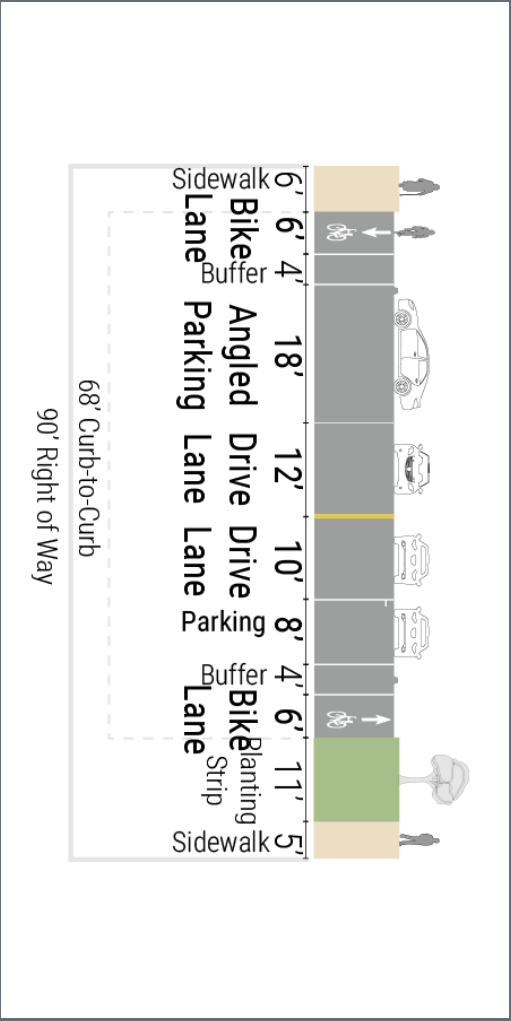 6’
Sidewalk
6’
Bike
Lane
4’
Buffer
18’
Angled
Parking
12’
Drive
Lane
10’
Drive
Lane
8’
Parking
4’
Buffer
6’
Bike
Lane
11’
Planting
Strip
5’
Sidewalk
68’ Curb-to-Curb
90’ Right of Way